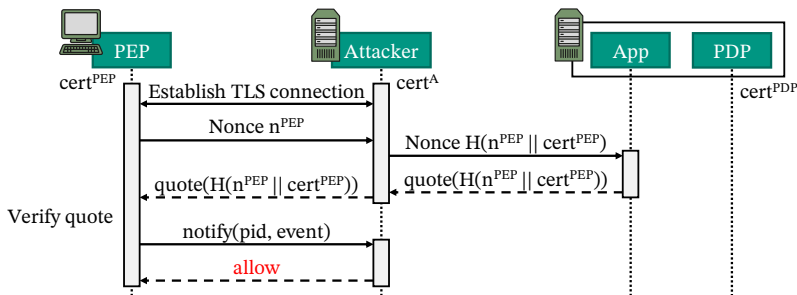 PEP
Attacker
App
PDP
cert^PEP
cert^A
cert^PDP
Establish TLS connection
Nonce n^PEP
Nonce H(n^PEP || cert^PEP)
quote(H(n^PEP || cert^PEP))
quote(H(n^PEP || cert^PEP))
Verify quote
notify(pid, event)
allow